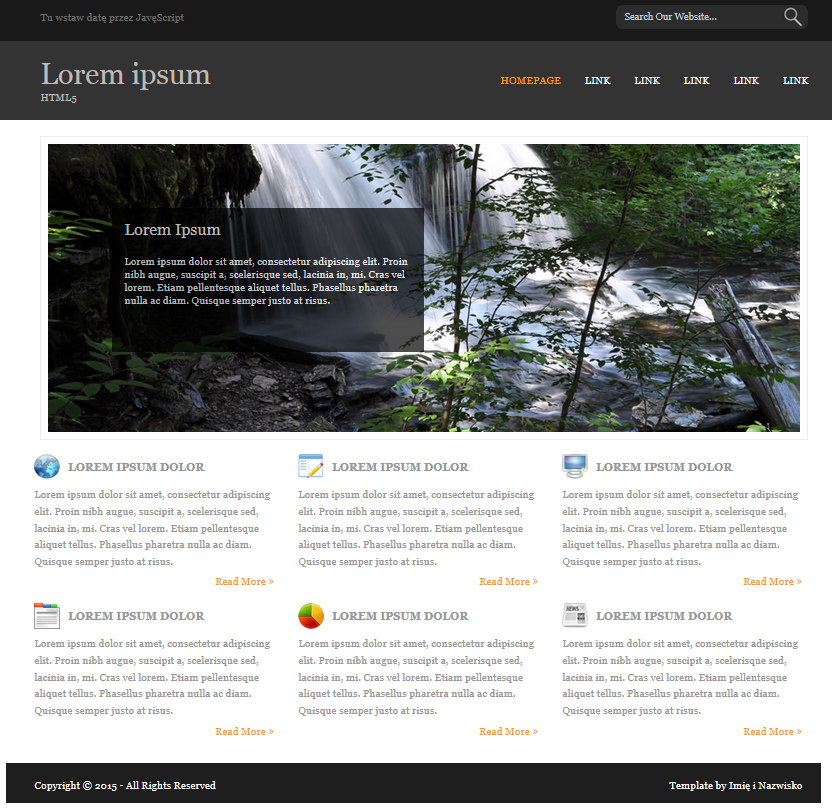 Tu wstaw datę przez JavęScript
Search Our Website...
Lorem ipsum
HTML5
HOMEPAGE LINK LINK LINK LINK LINK
Lorem Ipsum
Lorem ipsum dolor sit amet, consectetur adipiscing elit. Proin
nibh augue, suscipit a, scelerisque sed, lacinia in, mi. Cras vel
lorem. Etiam pellentesque aliquet tellus. Phasellus pharetra
nulla ac diam. Quisque semper justo at risus.
LOREM IPSUM DOLOR
Lorem ipsum dolor sit amet, consectetur adipiscing
elit. Proin nibh augue, suscipit a, scelerisque sed,
lacinia in, mi. Cras vel lorem. Etiam pellentesque
aliquet tellus. Phasellus pharetra nulla ac diam.
Quisque semper justo at risus.
Read More »
LOREM IPSUM DOLOR
Lorem ipsum dolor sit amet, consectetur adipiscing
elit. Proin nibh augue, suscipit a, scelerisque sed,
lacinia in, mi. Cras vel lorem. Etiam pellentesque
aliquet tellus. Phasellus pharetra nulla ac diam.
Quisque semper justo at risus.
Read More »
LOREM IPSUM DOLOR
Lorem ipsum dolor sit amet, consectetur adipiscing
elit. Proin nibh augue, suscipit a, scelerisque sed,
lacinia in, mi. Cras vel lorem. Etiam pellentesque
aliquet tellus. Phasellus pharetra nulla ac diam.
Quisque semper justo at risus.
Read More »
LOREM IPSUM DOLOR
Lorem ipsum dolor sit amet, consectetur adipiscing
elit. Proin nibh augue, suscipit a, scelerisque sed,
lacinia in, mi. Cras vel lorem. Etiam pellentesque
aliquet tellus. Phasellus pharetra nulla ac diam.
Quisque semper justo at risus.
Read More »
LOREM IPSUM DOLOR
Lorem ipsum dolor sit amet, consectetur adipiscing
elit. Proin nibh augue, suscipit a, scelerisque sed,
lacinia in, mi. Cras vel lorem. Etiam pellentesque
aliquet tellus. Phasellus pharetra nulla ac diam.
Quisque semper justo at risus.
Read More »
NEWS
LOREM IPSUM DOLOR
Lorem ipsum dolor sit amet, consectetur adipiscing
elit. Proin nibh augue, suscipit a, scelerisque sed,
lacinia in, mi. Cras vel lorem. Etiam pellentesque
aliquet tellus. Phasellus pharetra nulla ac diam.
Quisque semper justo at risus.
Read More »
Copyright © 2015 - All Rights Reserved
Template by Imię i Nazwisko